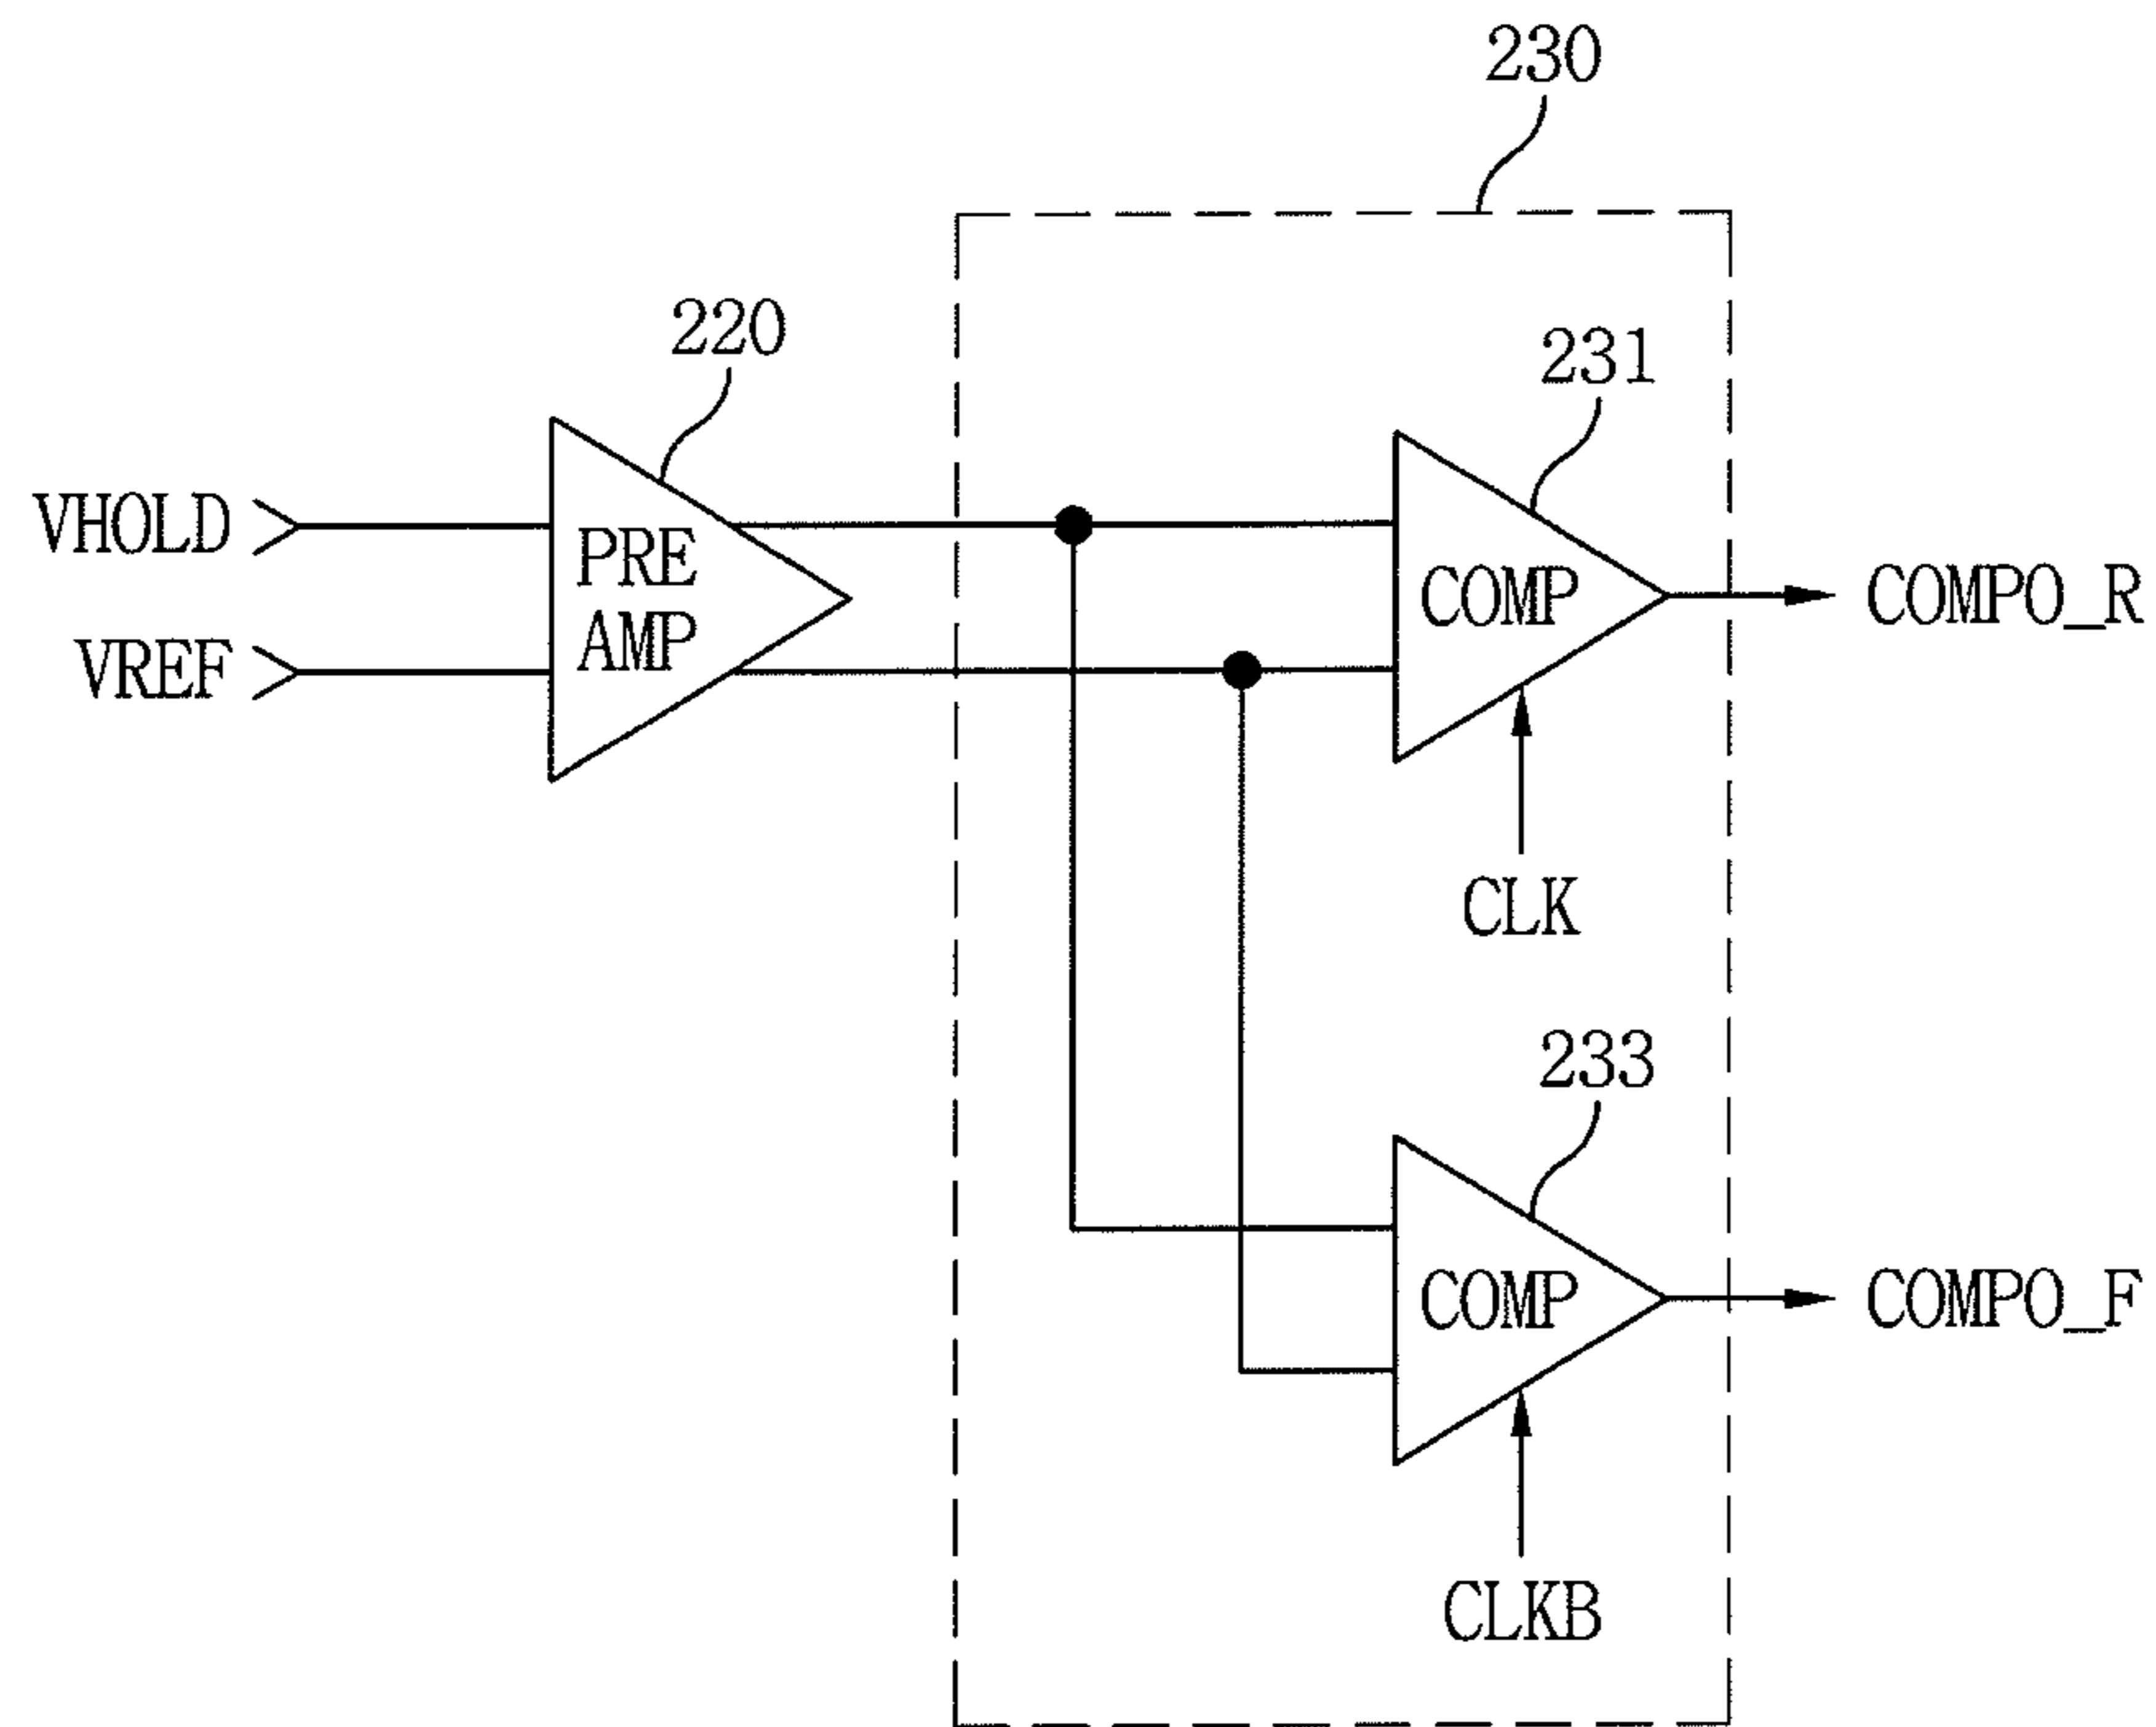 230
220
231
VHOLD
PRE
AMP
COMP
COMPO_R
VREF
CLK
233
COMP
COMPO_F
CLKB